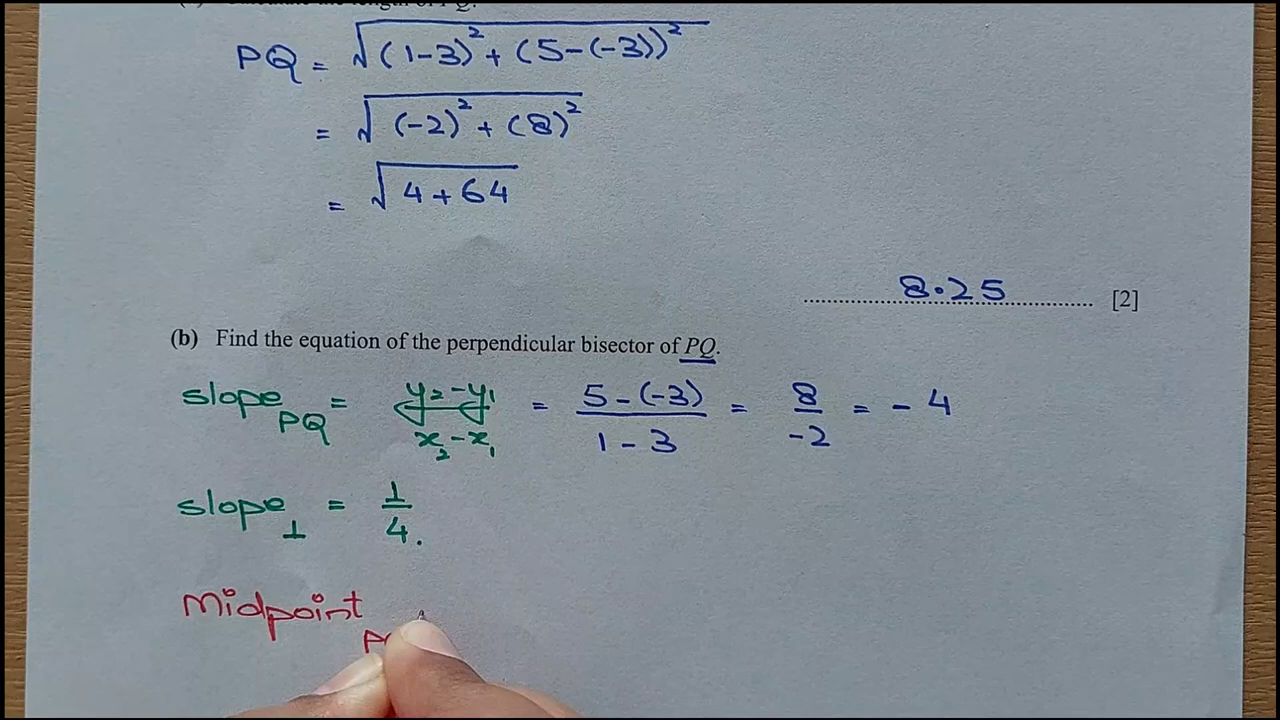 PQ = √(1-3)² + (5-(-3))²
= √(-2)² + (8)²
= √4+64
8.25 [2]
(b) Find the equation of the perpendicular bisector of PQ.
slope PQ = y₂-y₁ / x₂-x₁ = 5-(-3) / 1-3 = 8 / -2 = -4
slope ⊥ = 1/4.
Midpoint